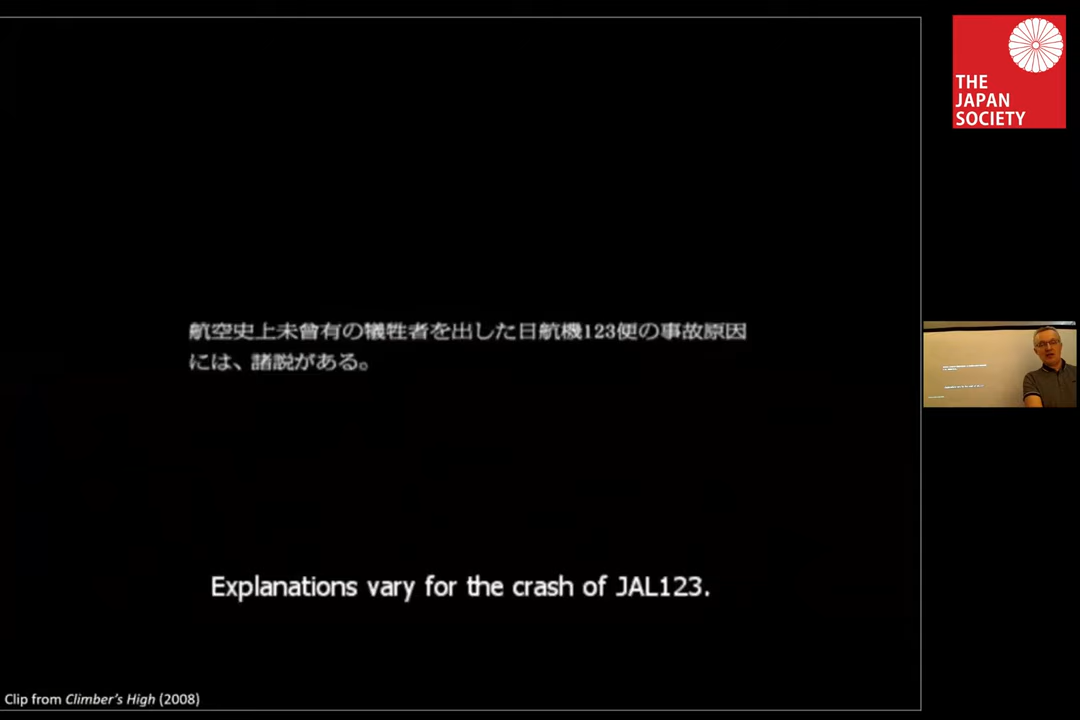 THE
JAPAN
SOCIETY
航空史上未曾有の犠牲者を出した日航機123便の事故原因
には、諸説がある。
Explanations vary for the crash of JAL123.
Clip from Climber's High (2008)